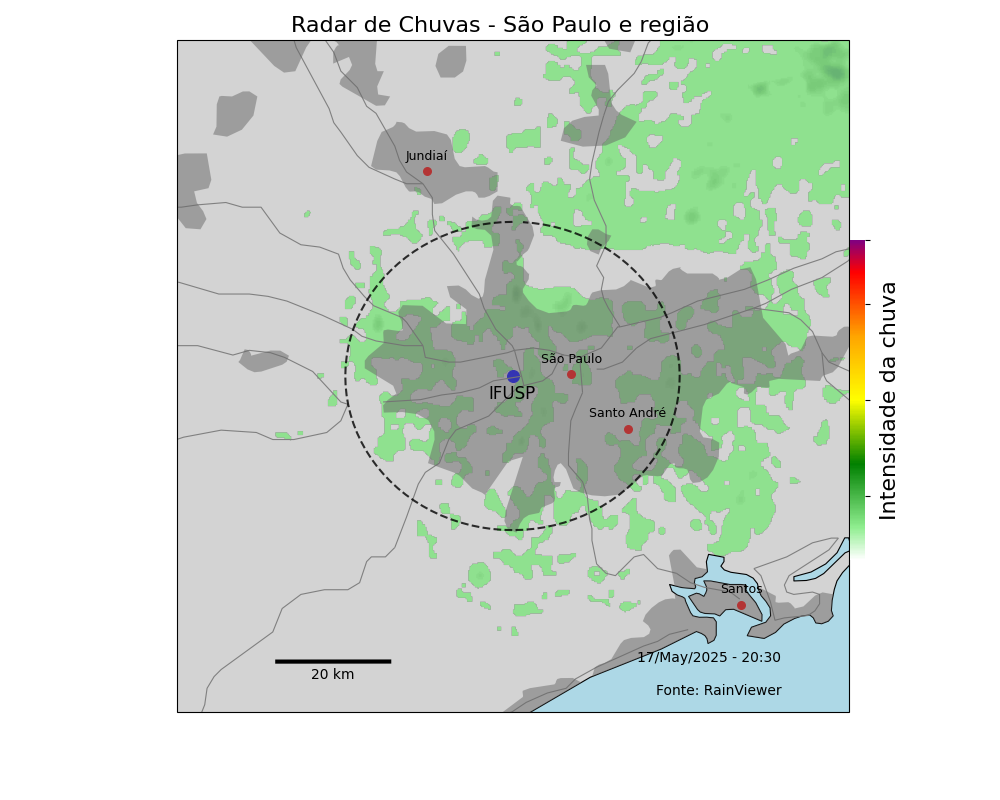 Radar de Chuvas - São Paulo e região
Jundiaí
São Paulo
IFUSP
Santo André
Santos
Intensidade da chuva
17/May/2025 - 20:30
20 km
Fonte: RainViewer